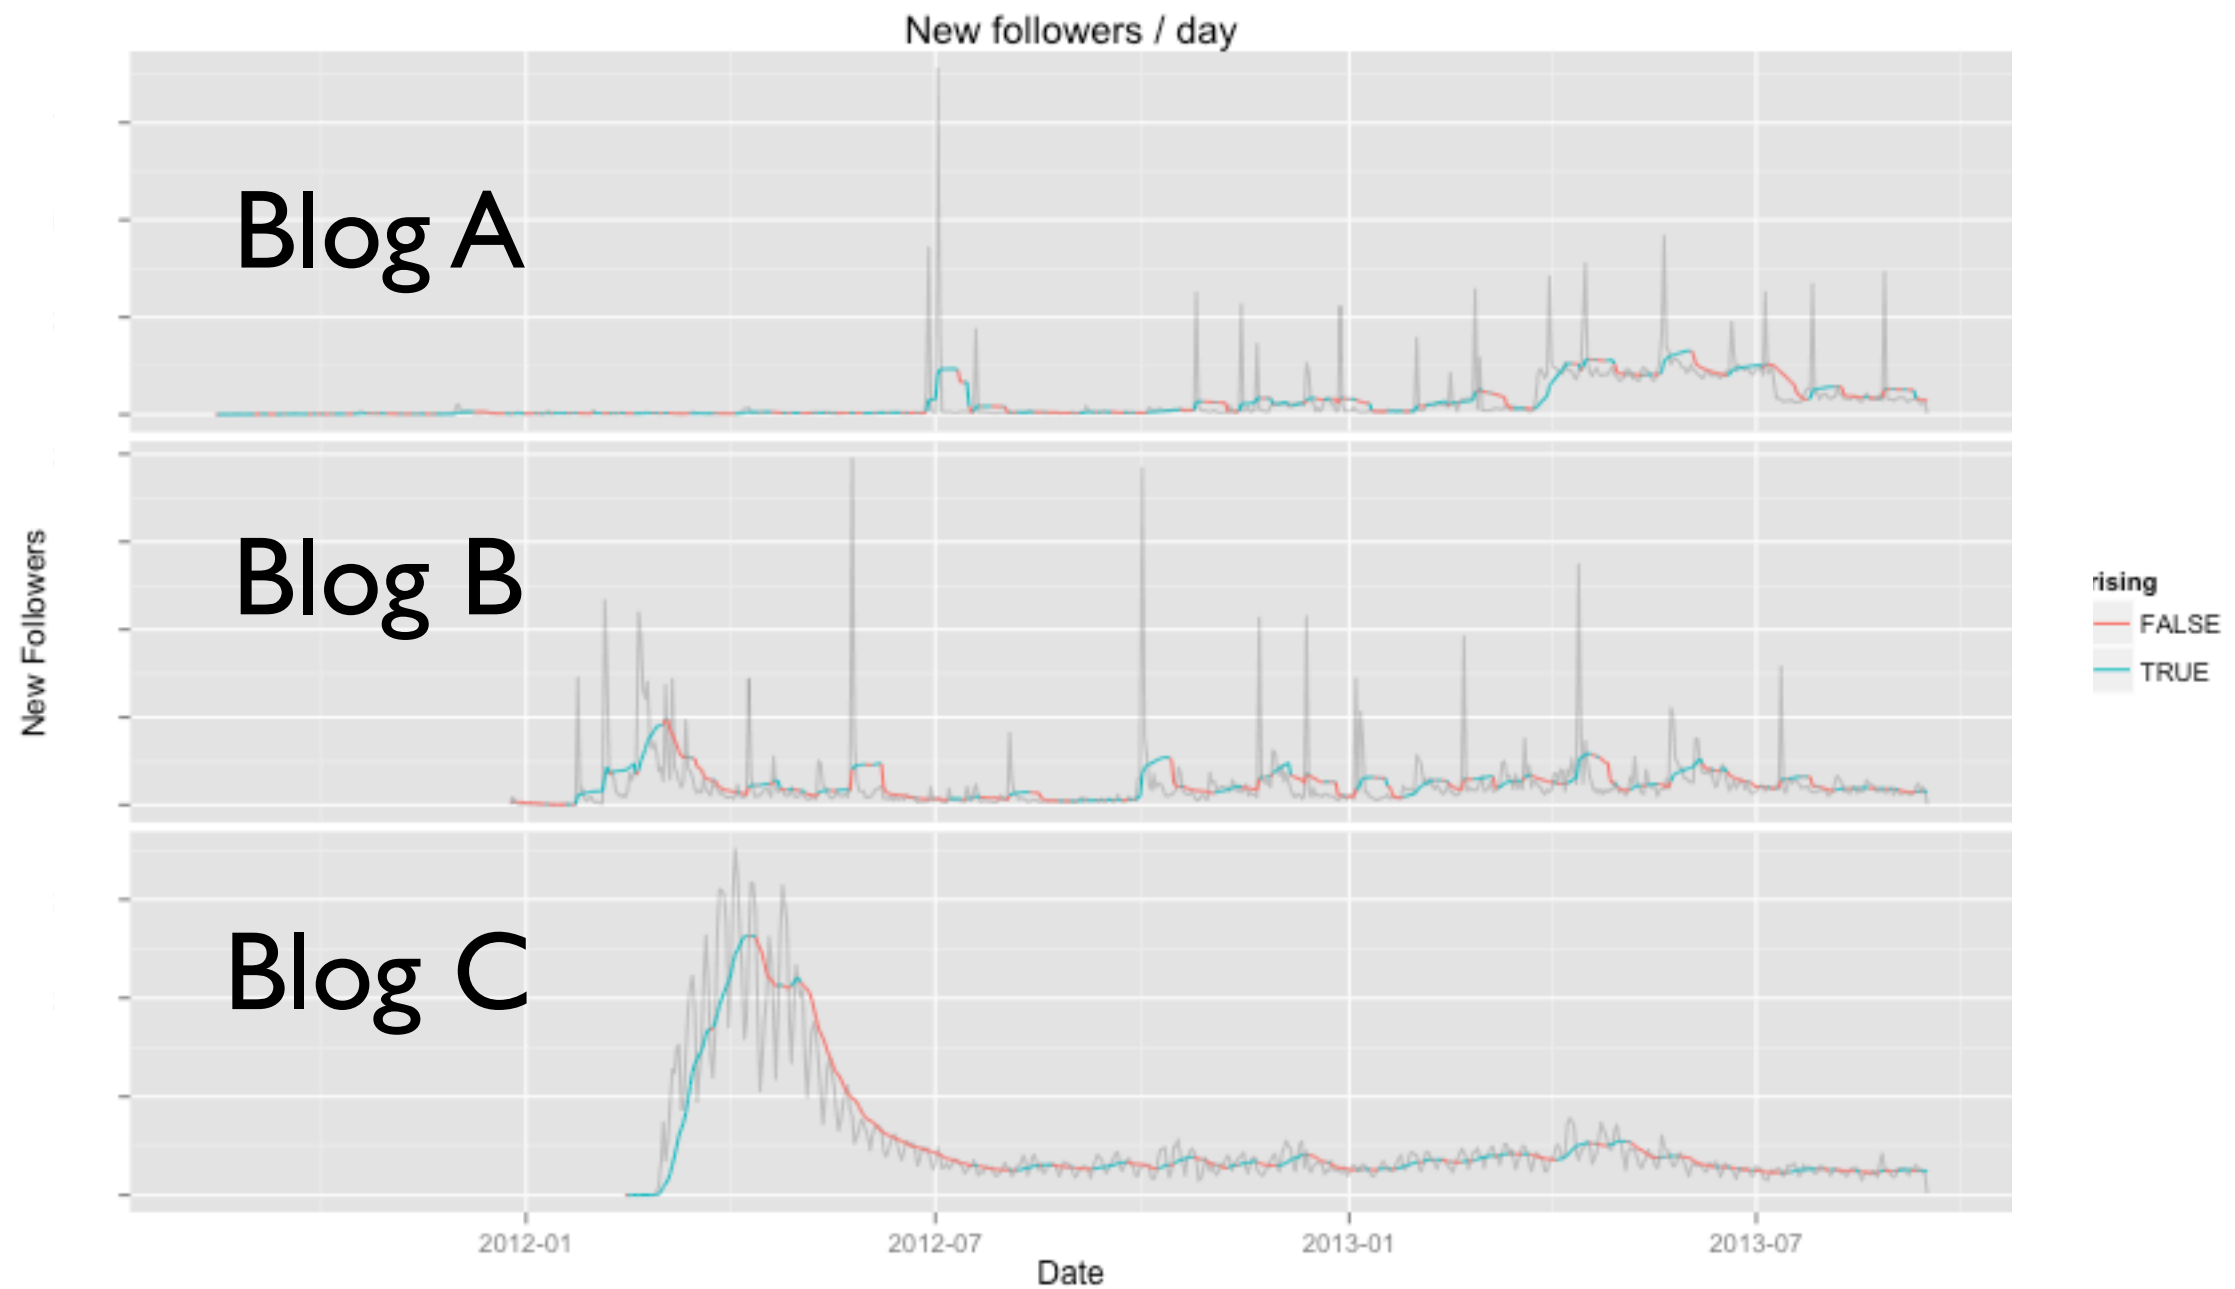 New followers / day
Blog A
Blog B
Blog C
New Followers
rising
FALSE
TRUE
2012-01
2012-07
2013-01
2013-07
Date